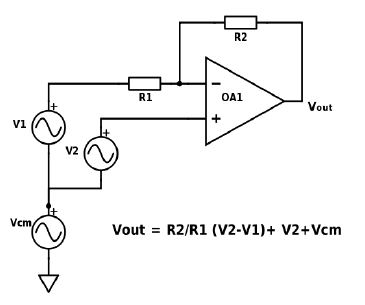 R2
R1
OA1
Vout
V1
V2
Vcm
Vout = R2/R1 (V2-V1)+ V2+Vcm